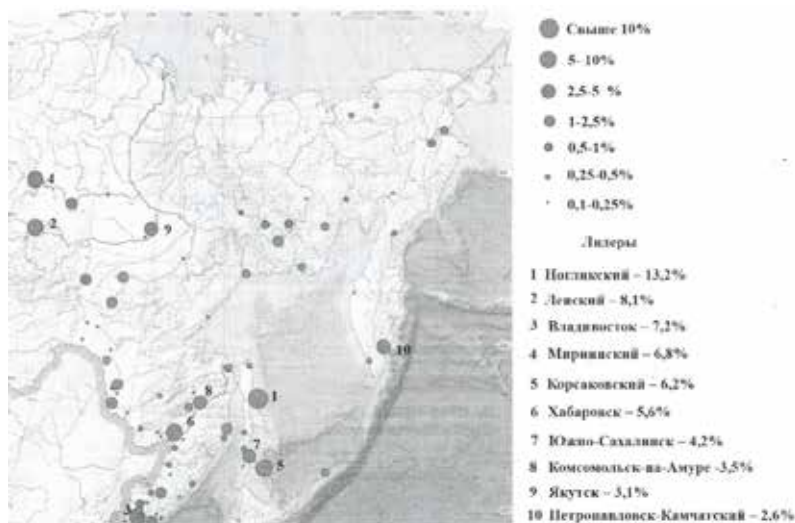 Свыше 10%
5- 10%
2,5-5 %
1-2,5%
0,5-1%
0,25-0,5%
0,1-0,25%
Лидеры
1 Ногликский – 13,2%
2 Ленский – 8,1%
3 Владивосток – 7,2%
4 Мирнинский – 6,8%
5 Корсаковский – 6,2%
6 Хабаровск – 5,6%
7 Южно-Сахалинск – 4,2%
8 Комсомольск-на-Амуре -3,5%
9 Якутск – 3,1%
10 Петропавловск-Камчатский – 2,6%
4
2
9
10
8
1
6
7
5
3